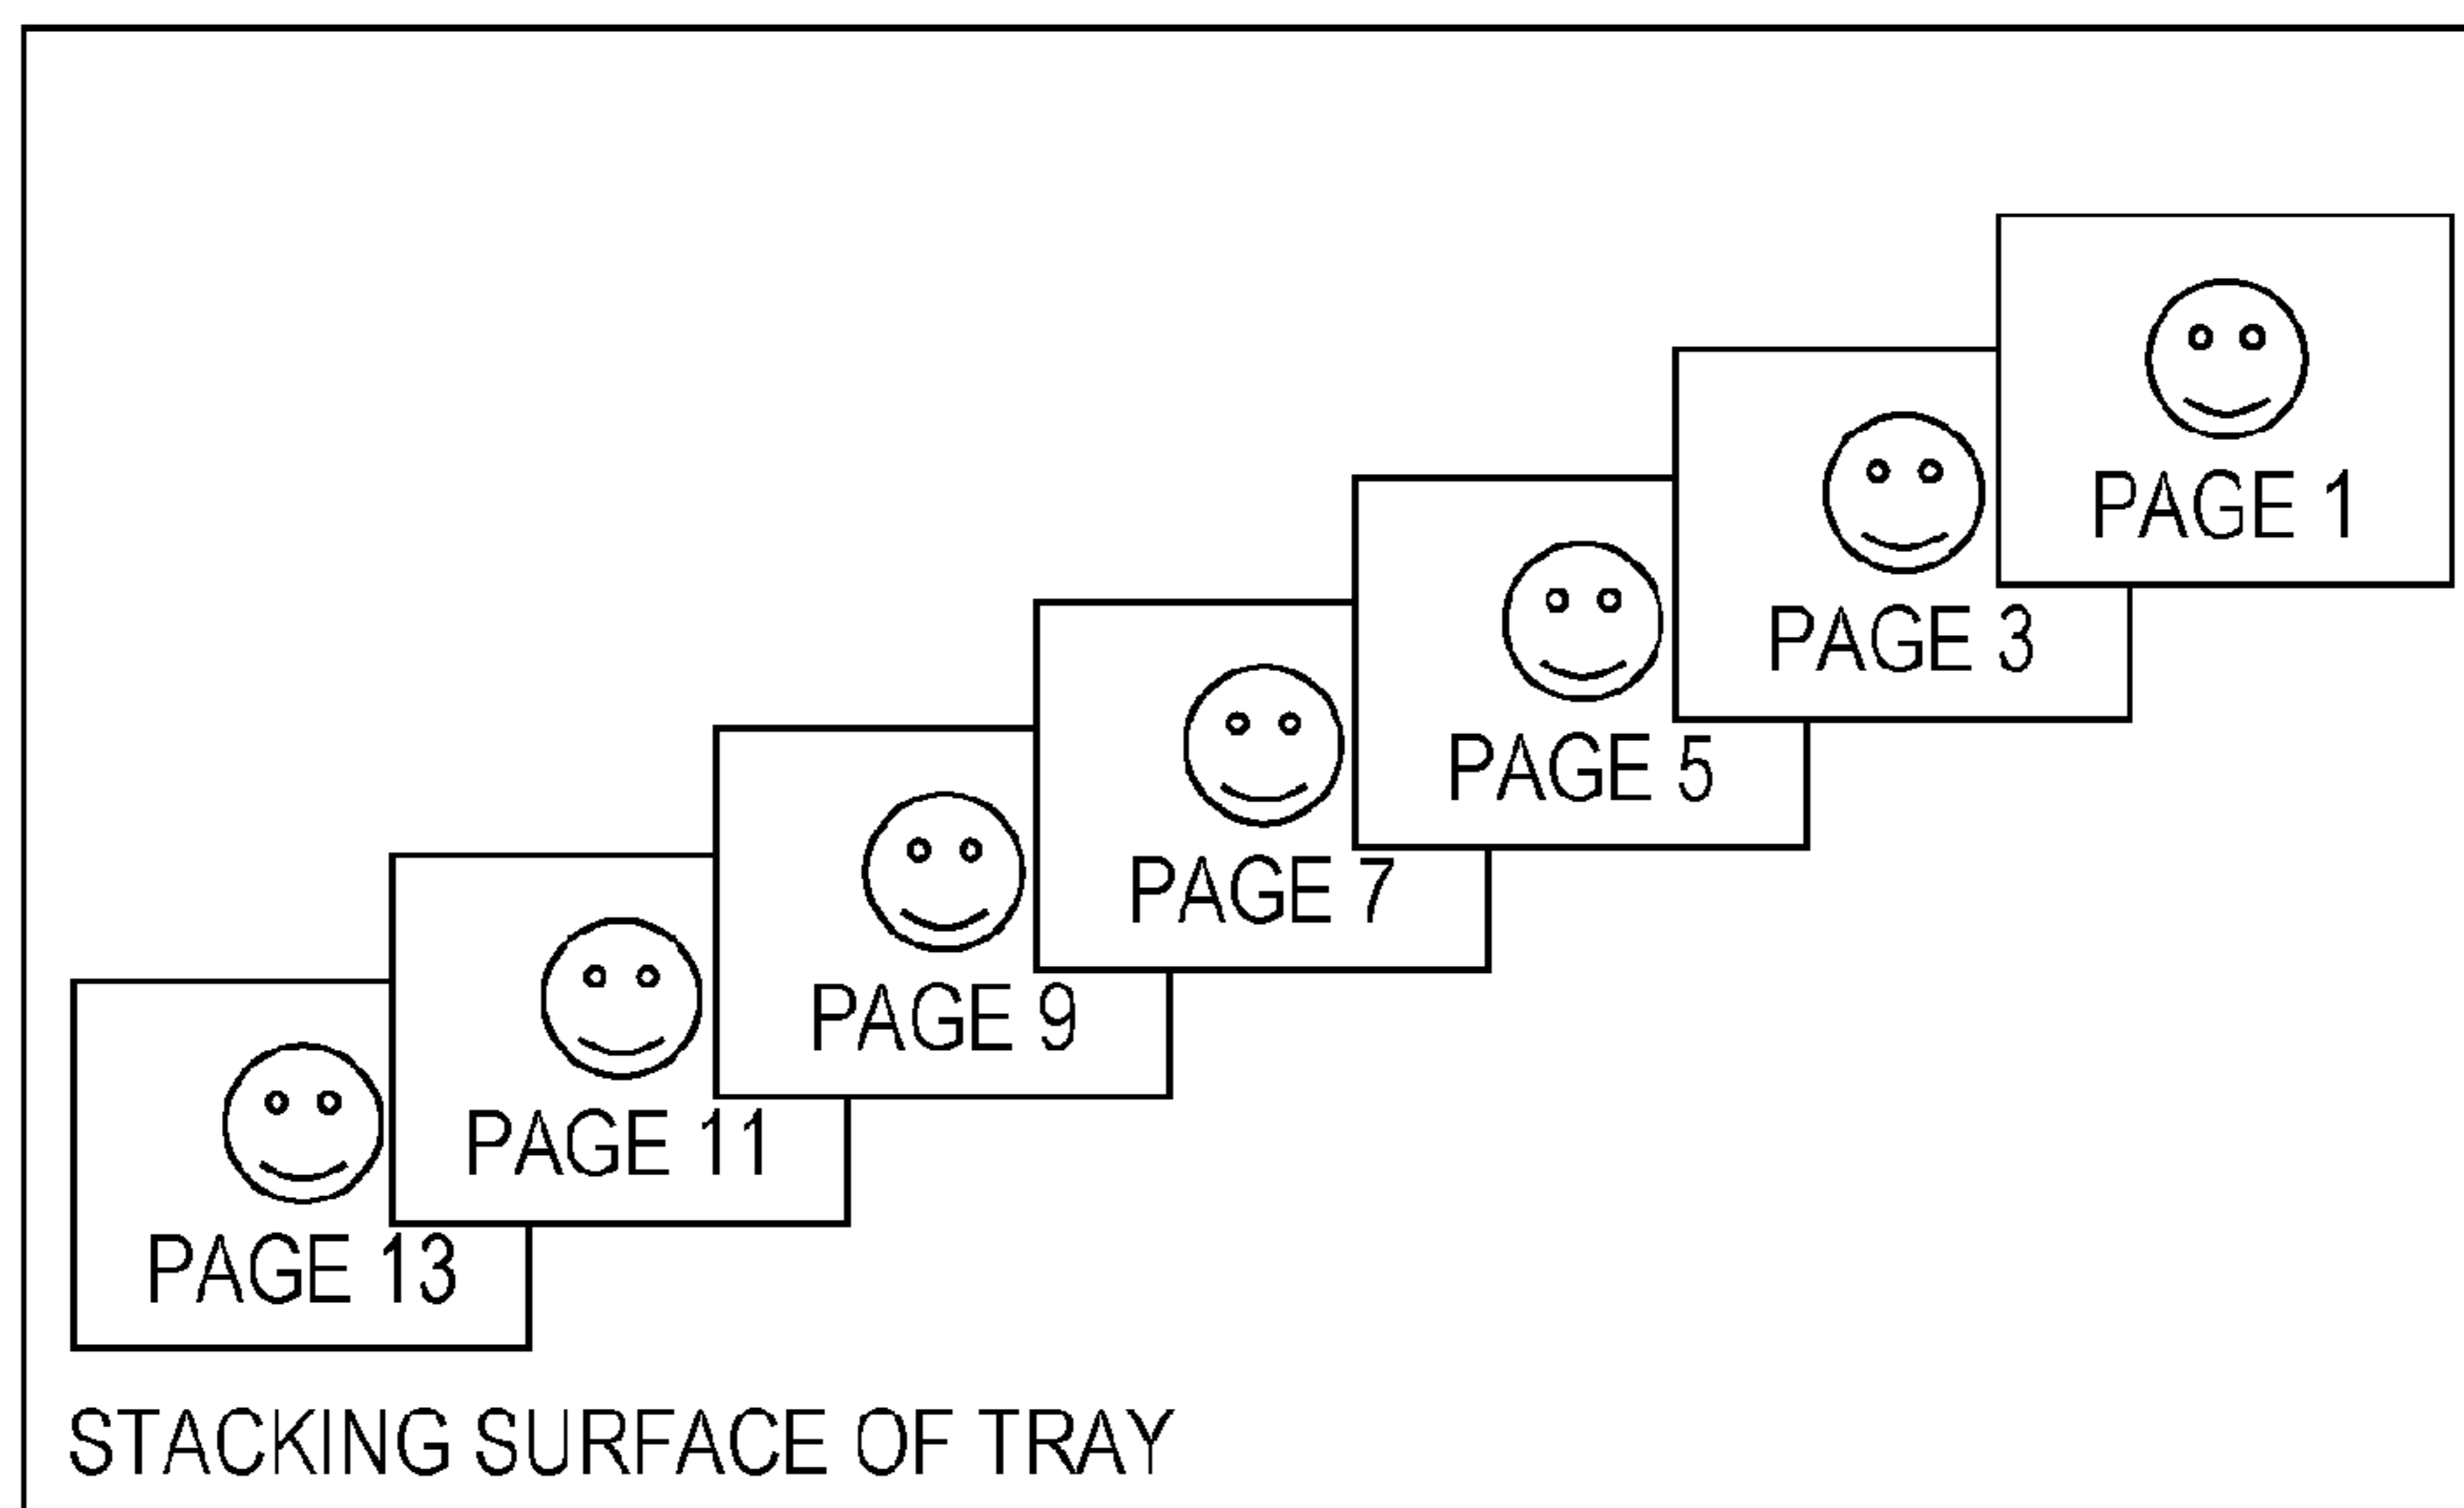 PAGE 1
PAGE 3
PAGE 5
PAGE 7
PAGE 9
PAGE 11
PAGE 13
STACKING SURFACE OF TRAY